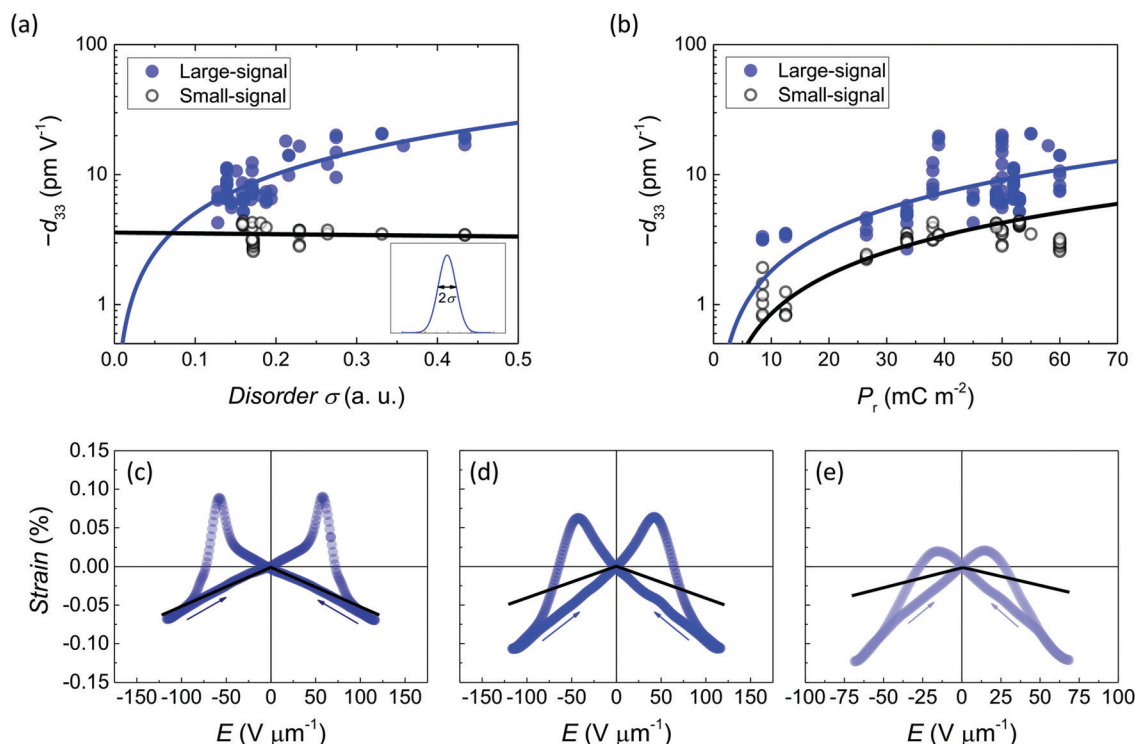 (a)
100
10
1
−d33 (pm V−1)
Large-signal
Small-signal
2σ
0.0 0.1 0.2 0.3 0.4 0.5
Disorder σ (a. u.)
(b)
100
10
1
−d33 (pm V−1)
Large-signal
Small-signal
0 10 20 30 40 50 60 70
Pr (mC m−2)
Strain (%)
0.15
0.10
0.05
0.00
-0.05
-0.10
-0.15
(c)
-150 -100 -50 0 50 100 150
E (V μm−1)
(d)
-150 -100 -50 0 50 100 150
E (V μm−1)
(e)
-100 -75 -50 -25 0 25 50 75 100
E (V μm−1)